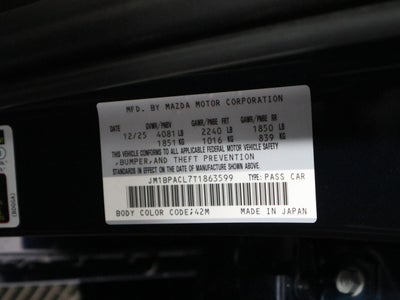 MFD. BY MAZDA MOTOR CORPORATION
GVWR/PNBV GAWR/PNBE FRT GAWR/PNBE RR
12/25 4081 LB 2240 LB 1850 LB
1851 KG 1016 KG 839 KG
THIS VEHICLE CONFORMS TO ALL APPLICABLE FEDERAL MOTOR VEHICLE SAFETY
,BUMPER,AND THEFT PREVENTION
STANDARDS IN EFFECT ON THE DATE OF MANUFACTURE SHOWN ABOVE.
JM1BPACL7T1863599 TYPE:PASS CAR
BODY COLOR CODE:42M MADE IN JAPAN